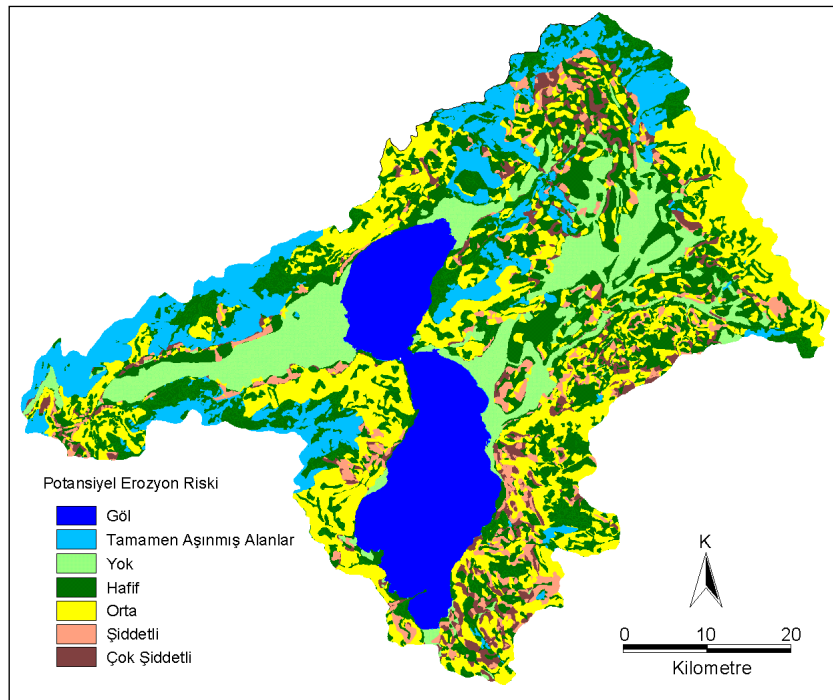 Potansiyel Erozyon Riski
Göl
Tamamen Aşınmış Alanlar
Yok
Hafif
Orta
Şiddetli
Çok Şiddetli
K
0 10 20
Kilometre